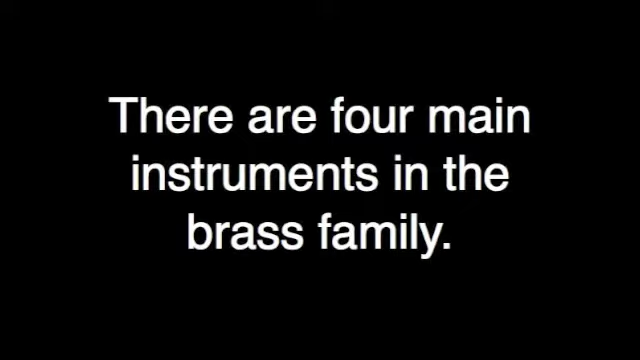 There are four main
instruments in the
brass family.